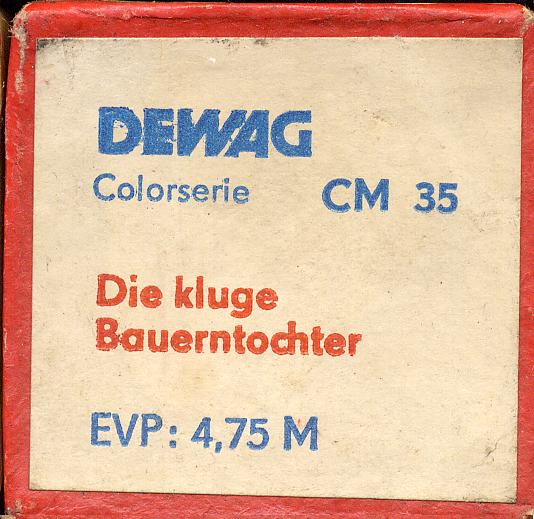 DEWAG
Colorserie CM 35
Die kluge
Bauerntochter
EVP: 4,75 M